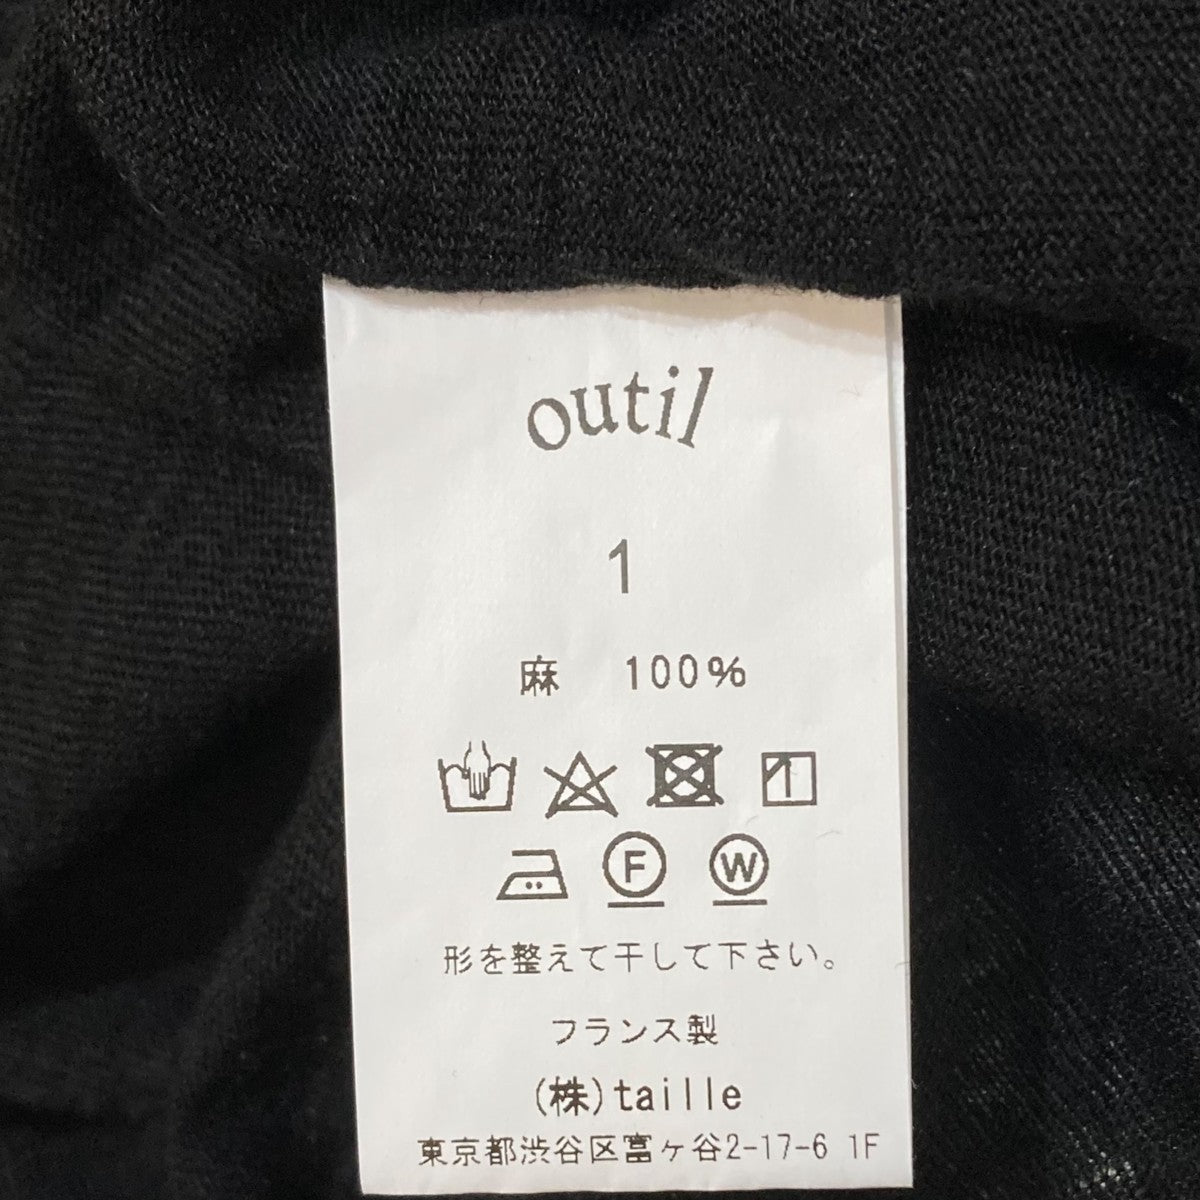 outil
1
麻 100%
F W
形を整えて干して下さい。
フランス製
(株)taille
東京都渋谷区富ヶ谷2-17-6 1F